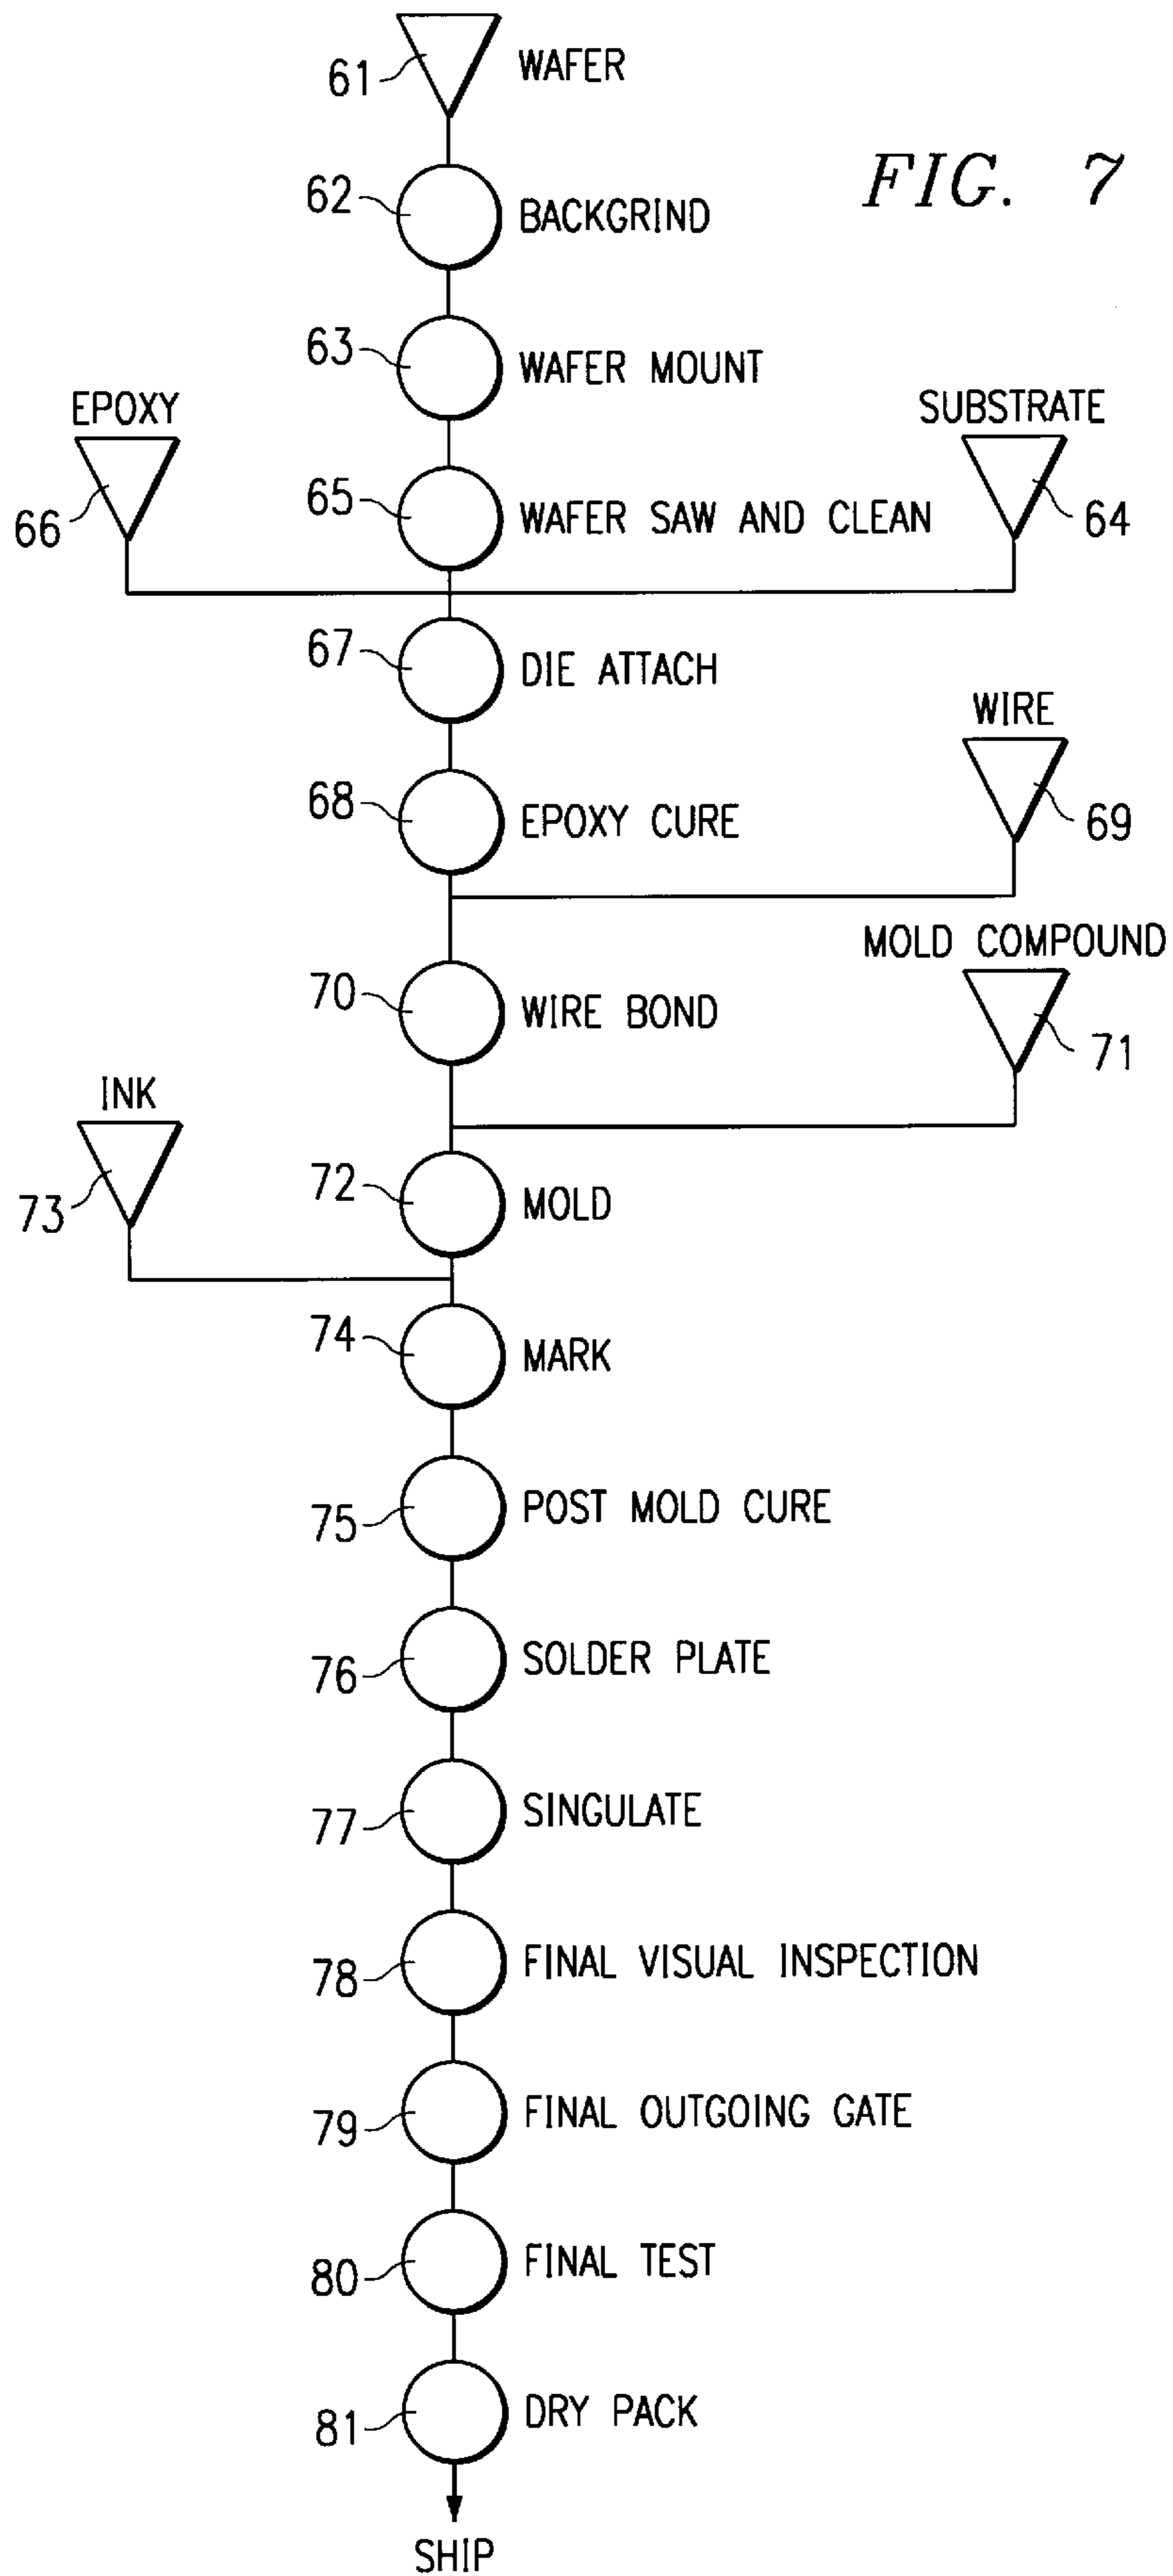 61 WAFER
FIG. 7
62 BACKGRIND
63 WAFER MOUNT
EPOXY
66
SUBSTRATE
64
65 WAFER SAW AND CLEAN
67 DIE ATTACH
WIRE
69
68 EPOXY CURE
MOLD COMPOUND
71
70 WIRE BOND
INK
73
72 MOLD
74 MARK
75 POST MOLD CURE
76 SOLDER PLATE
77 SINGULATE
78 FINAL VISUAL INSPECTION
79 FINAL OUTGOING GATE
80 FINAL TEST
81 DRY PACK
SHIP